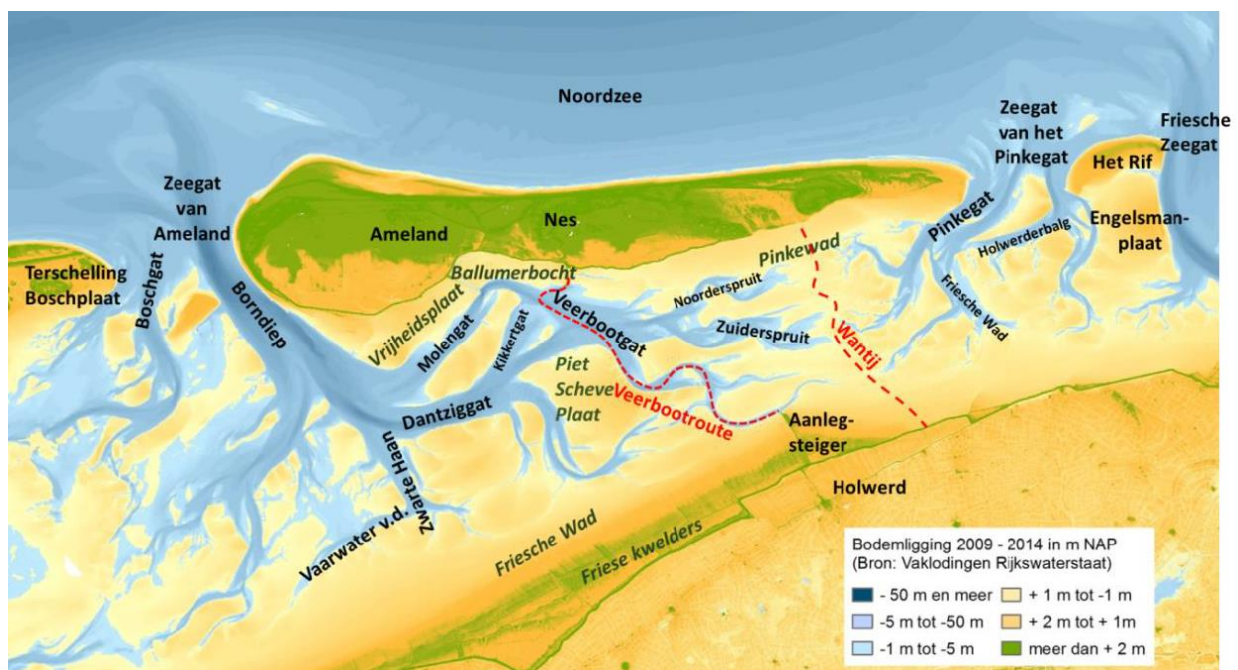 Noordzee
Zeegat
van het
Pinkegat
Friesche
Zeegat
Het Rif
Zeegat
van
Ameland
Engelsman-
plaat
Pinkegat
Holwerderbalg
Friesche Wad
Nes
Ameland
Terschelling
Boschplaat
Boschgat
Borndiep
Ballumerbocht
Pinkewad
Vrijheidsplaat
Molengat
Kikkertgat
Veerbootgat
Noorderspruit
Zuiderspruit
Wantij
Piet
Scheve
Plaat
Veerbootroute
Dantziggat
Aanleg-
steiger
Zwarte Haan
Vaarwater v.d.
Holwerd
Friesche Wad
Friese kwelders
Bodemligging 2009 - 2014 in m NAP
(Bron: Vaklodingen Rijkswaterstaat)
- 50 m en meer
+ 1 m tot -1 m
-5 m tot -50 m
+ 2 m tot + 1m
-1 m tot -5 m
meer dan + 2 m